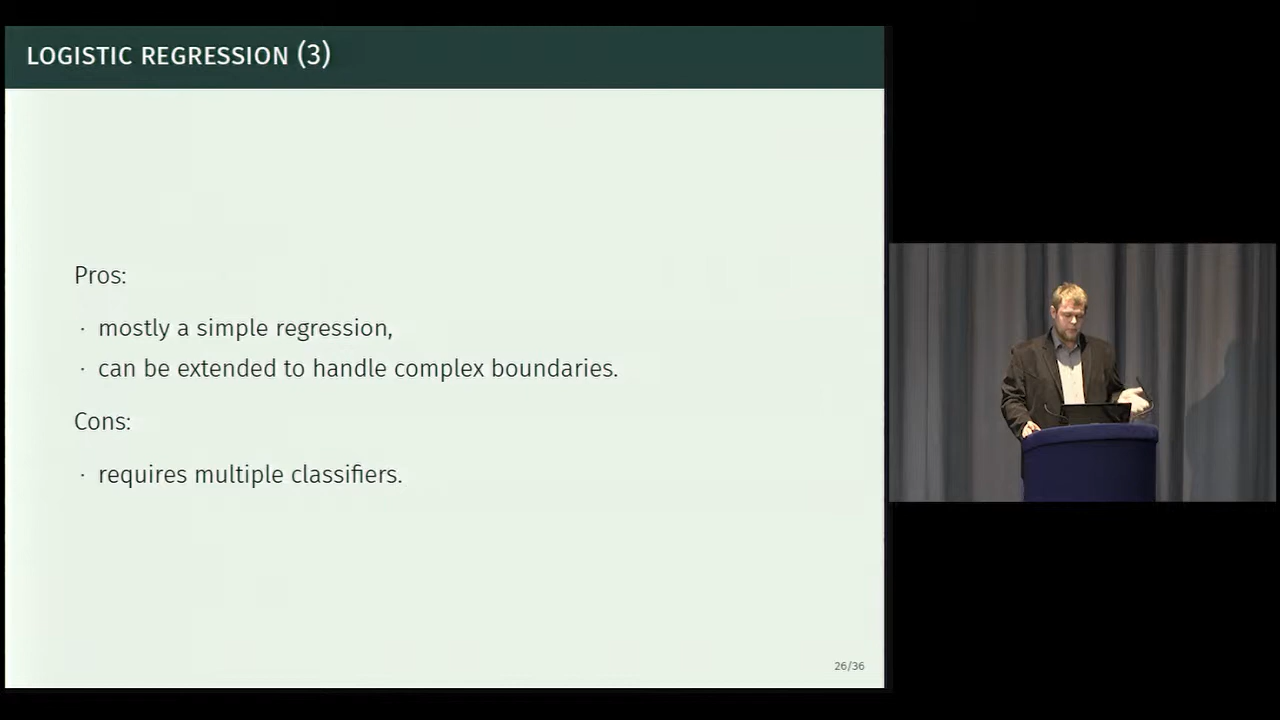 LOGISTIC REGRESSION (3)
Pros:
· mostly a simple regression,
· can be extended to handle complex boundaries.
Cons:
· requires multiple classifiers.
26/36